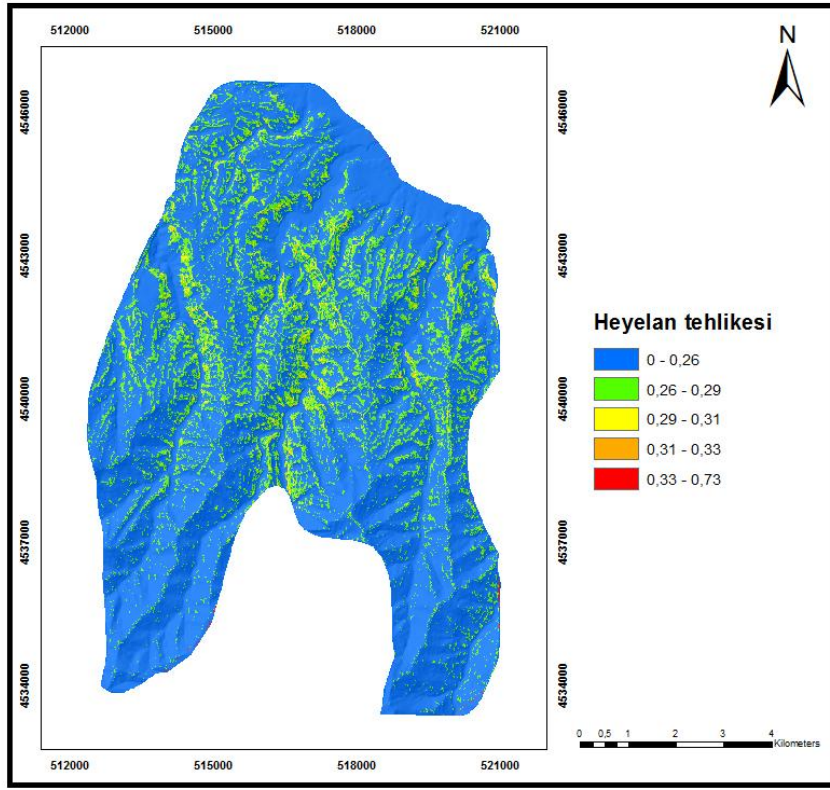 512000 515000 518000 521000
N
4546000 4546000
4543000 4543000
Heyelan tehlikesi
0 - 0,26
0,26 - 0,29
0,29 - 0,31
0,31 - 0,33
0,33 - 0,73
4540000 4540000
4537000 4537000
4534000 4534000
0 0,5 1 2 3 4
Kilometers
512000 515000 518000 521000